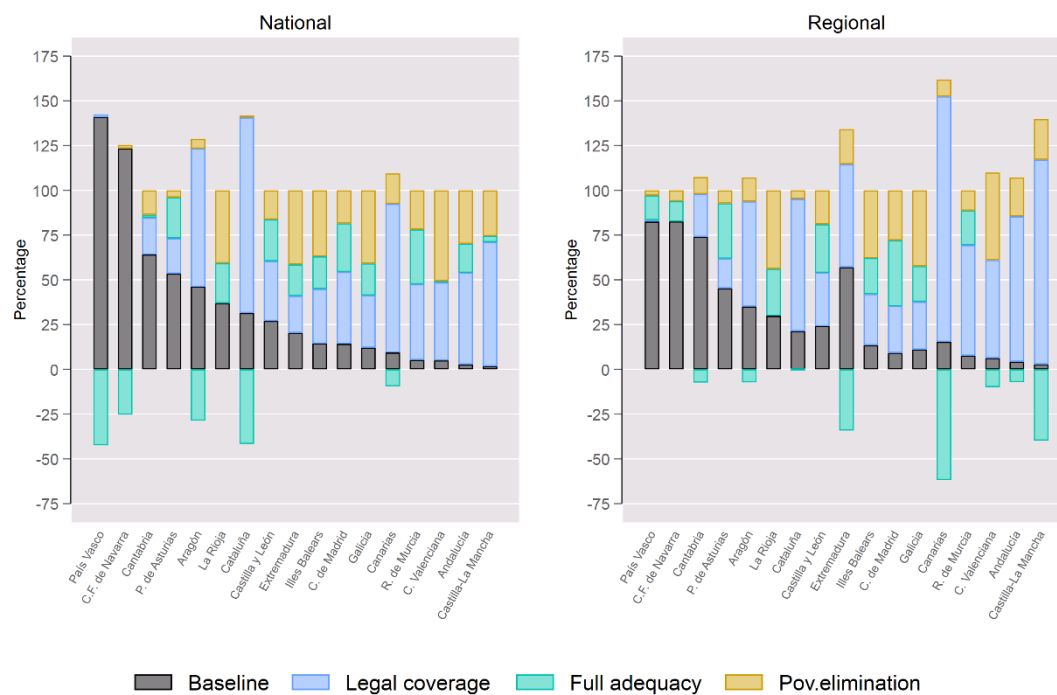 National
Regional
Percentage
175
150
125
100
75
50
25
0
-25
-50
-75
País Vasco
C.F. de Navarra
Cantabria
P. de Asturias
Aragón
La Rioja
Cataluña
Castilla y León
Extremadura
Illes Balears
C. de Madrid
Galicia
Canarias
R. de Murcia
C. Valenciana
Andalucía
Castilla-La Mancha
Percentage
175
150
125
100
75
50
25
0
-25
-50
-75
País Vasco
C.F. de Navarra
Cantabria
P. de Asturias
Aragón
La Rioja
Cataluña
Castilla y León
Extremadura
Illes Balears
C. de Madrid
Galicia
Canarias
R. de Murcia
C. Valenciana
Andalucía
Castilla-La Mancha
Baseline
Legal coverage
Full adequacy
Pov.elimination